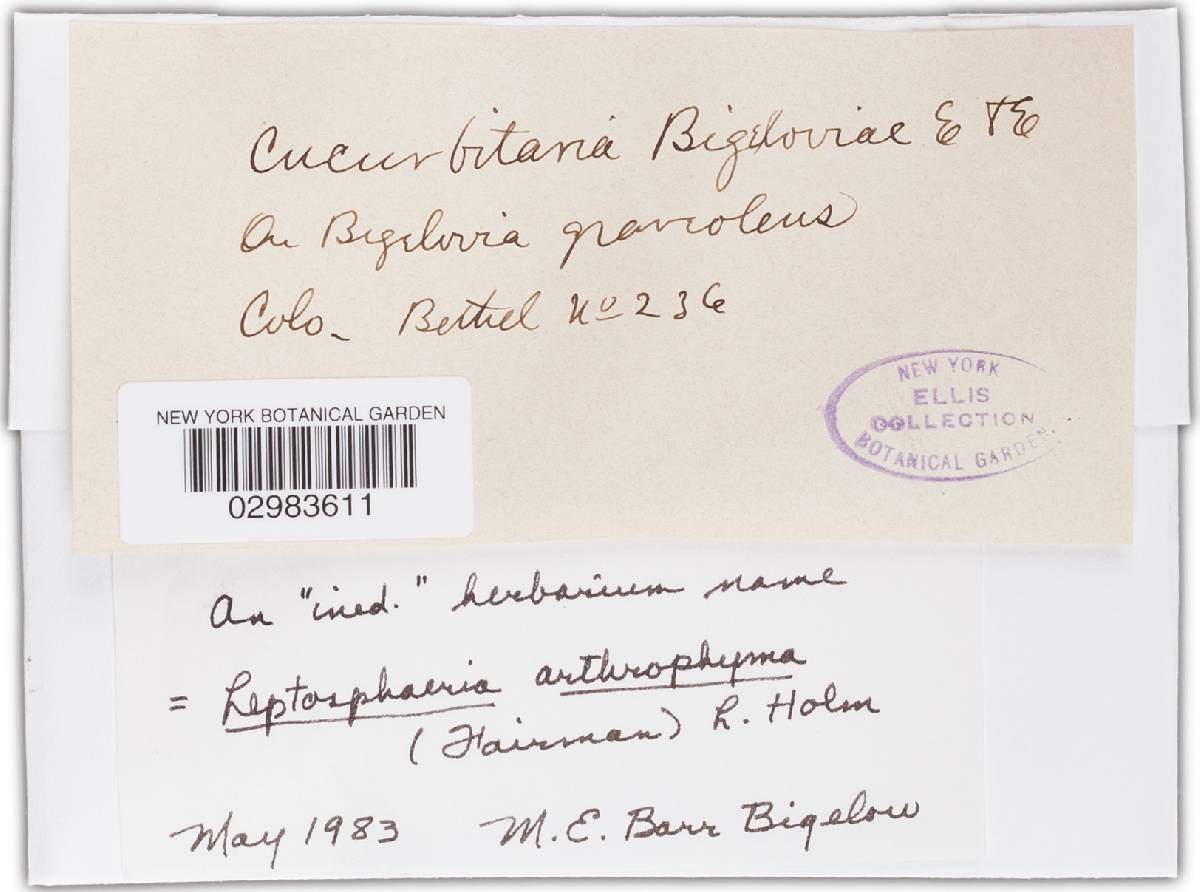 Cucurbitaria Bigeloviae E & E
On Bigelovia graveolens
Colo_ Bethel No 236
NEW YORK
ELLIS
COLLECTION
BOTANICAL GARDEN.
NEW YORK BOTANICAL GARDEN
02983611
An "ined." herbarium name
= Leptosphaeria arthrophyma
(Fairman) L. Holm
May 1983 M.E. Barr Bigelow